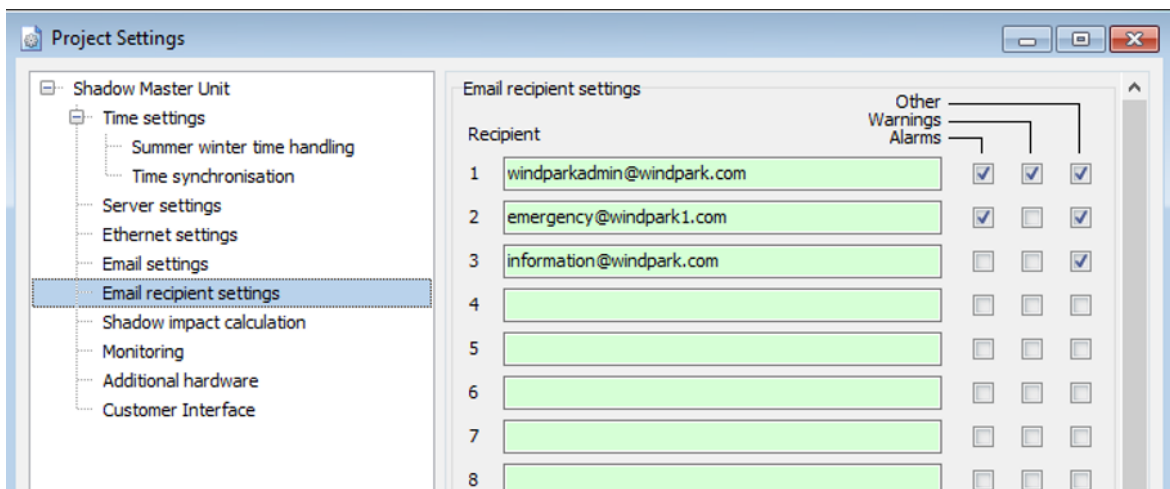 Project Settings
Shadow Master Unit
Time settings
Summer winter time handling
Time synchronisation
Server settings
Ethernet settings
Email settings
Email recipient settings
Shadow impact calculation
Monitoring
Additional hardware
Customer Interface
Email recipient settings
Other
Warnings
Recipient Alarms
1 windparkadmin@windpark.com
2 emergency@windpark1.com
3 information@windpark.com
4
5
6
7
8